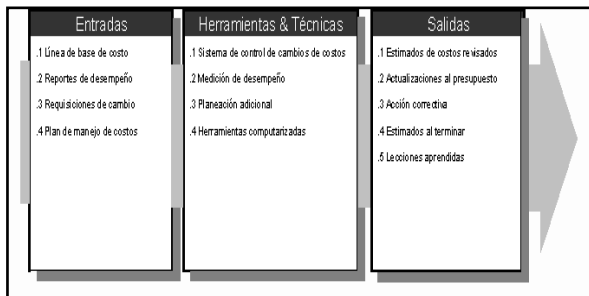 Entradas
.1 Línea de base de costo
.2 Reportes de desempeño
.3 Requisiciones de cambio
.4 Plan de manejo de costos
Herramientas & Técnicas
.1 Sistema de control de cambios de costos
.2 Medición de desempeño
.3 Planeación adicional
.4 Herramientas computarizadas
Salidas
.1 Estimados de costos revisados
.2 Actualizaciones al presupuesto
.3 Acción correctiva
.4 Estimados al terminar
.5 Lecciones aprendidas